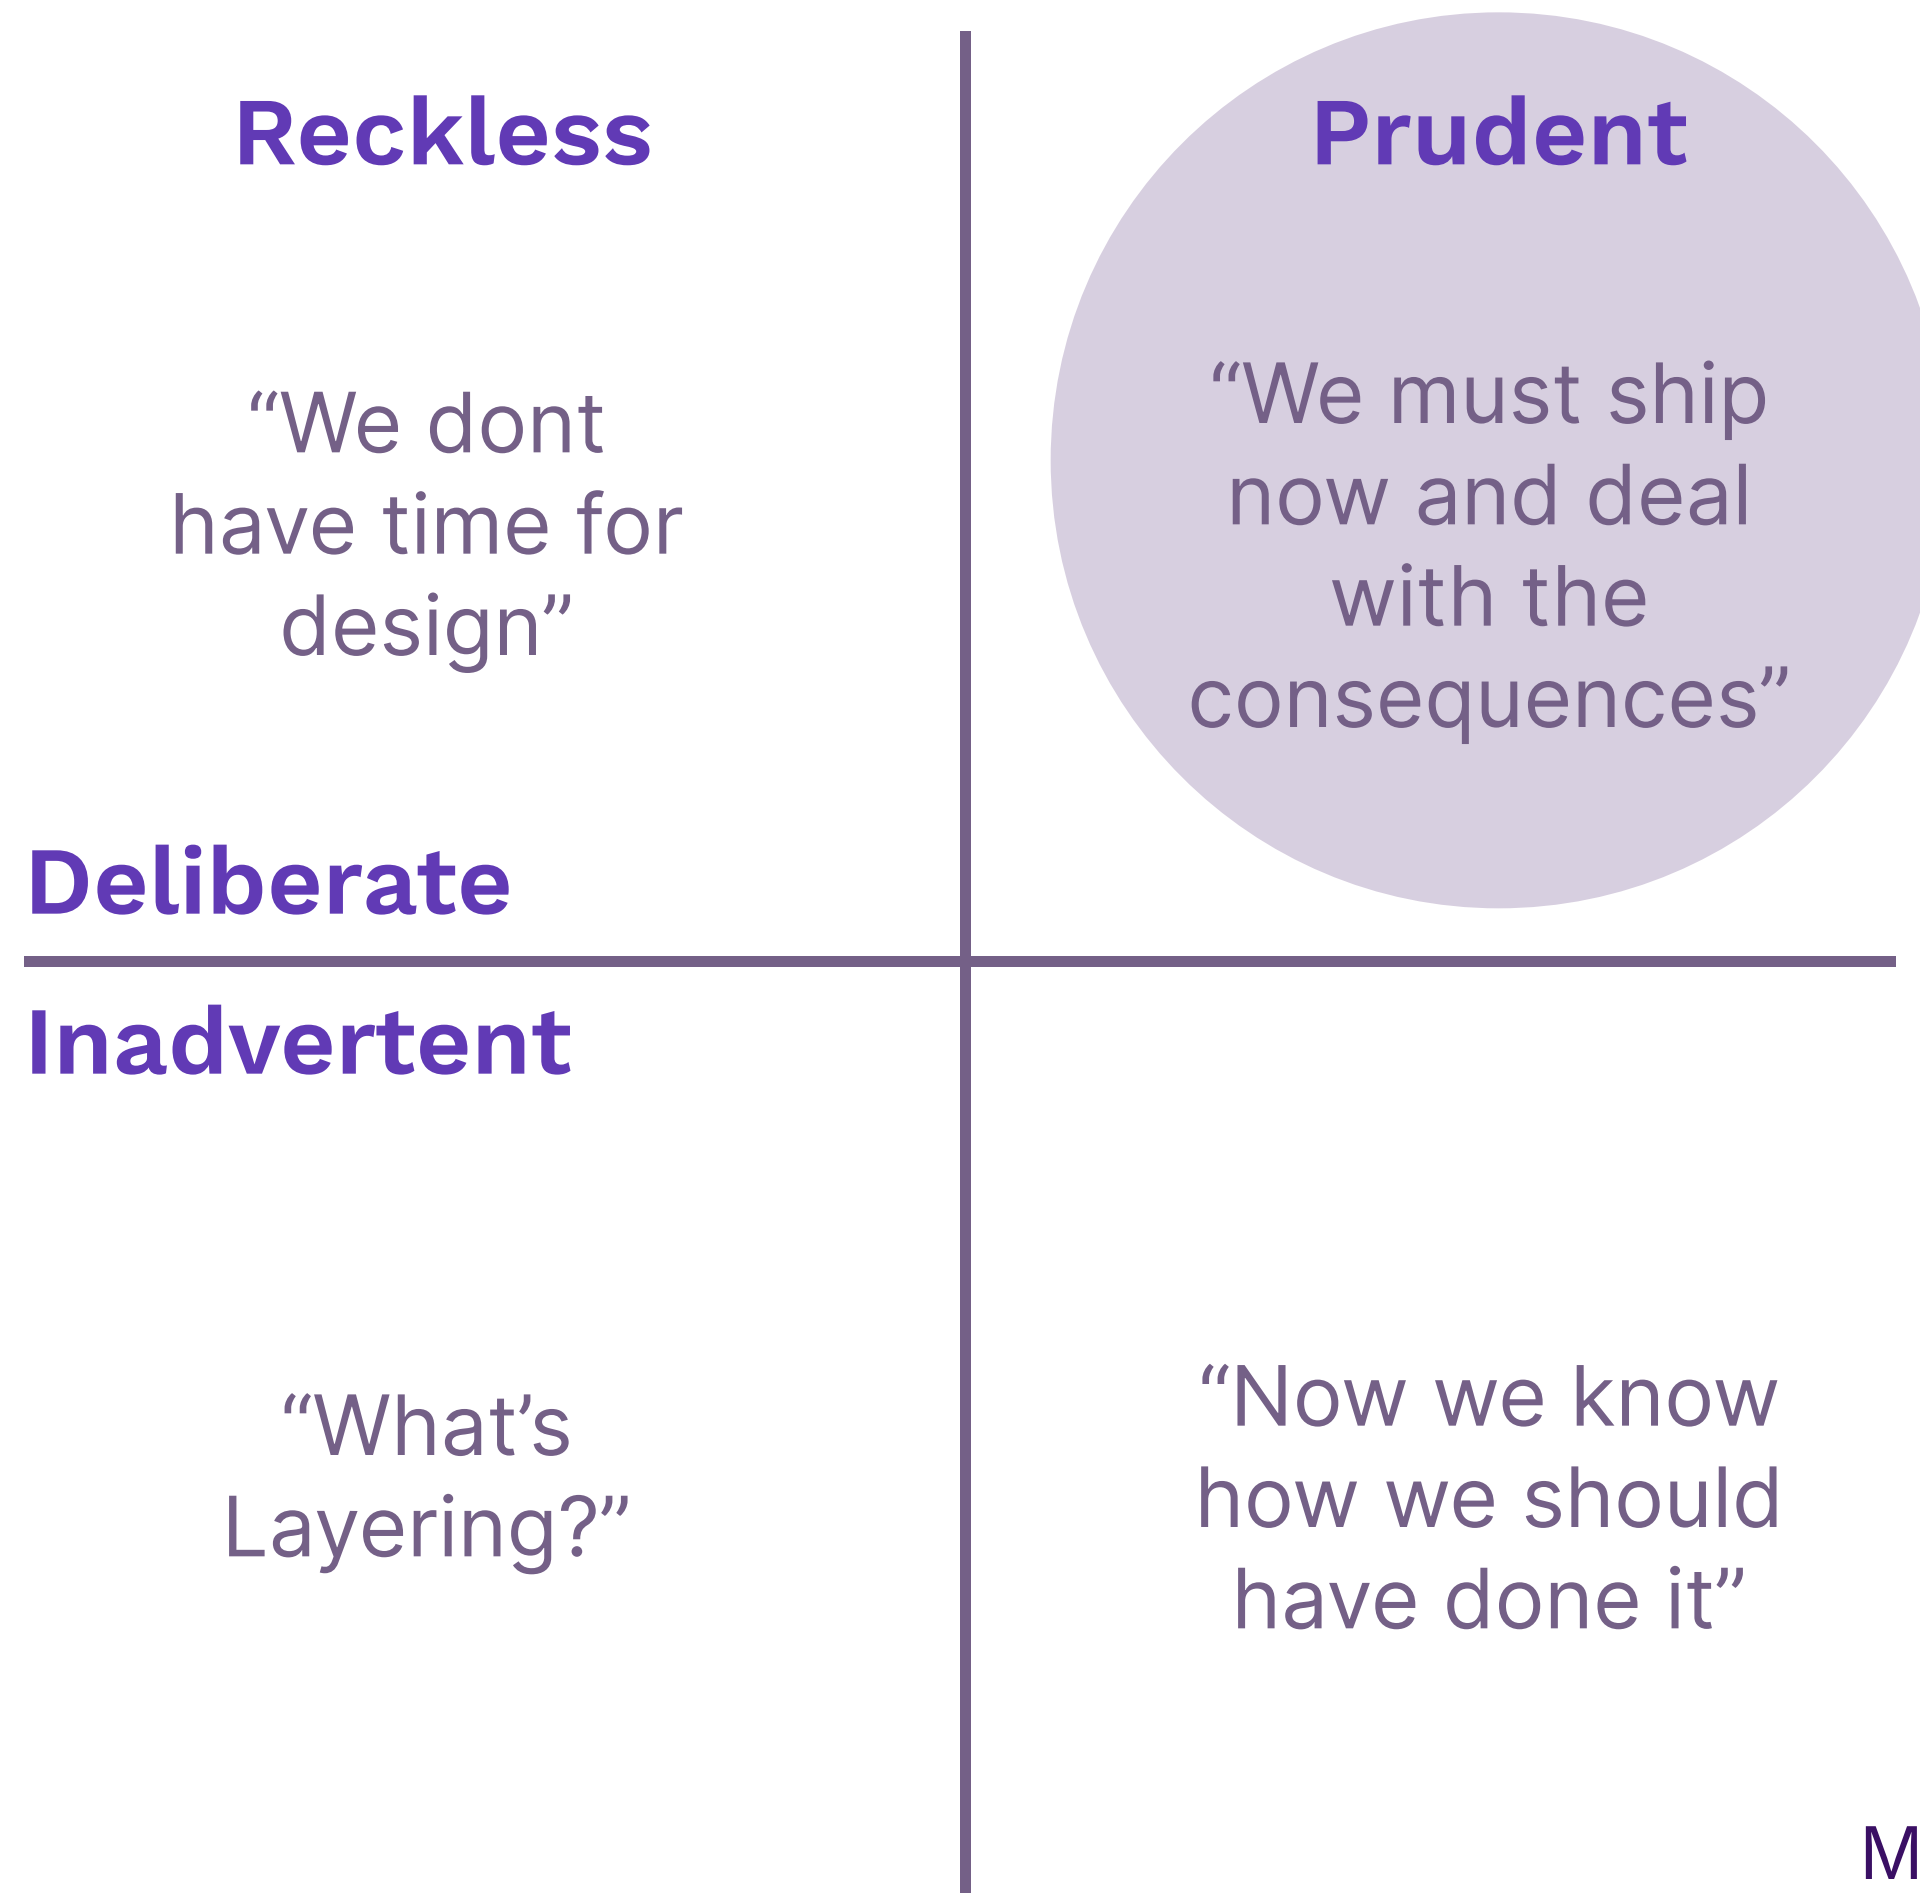 Reckless
Prudent
“We dont
have time for
design”
“We must ship
now and deal
with the
consequences”
Deliberate
Inadvertent
“What’s
Layering?”
“Now we know
how we should
have done it”
M